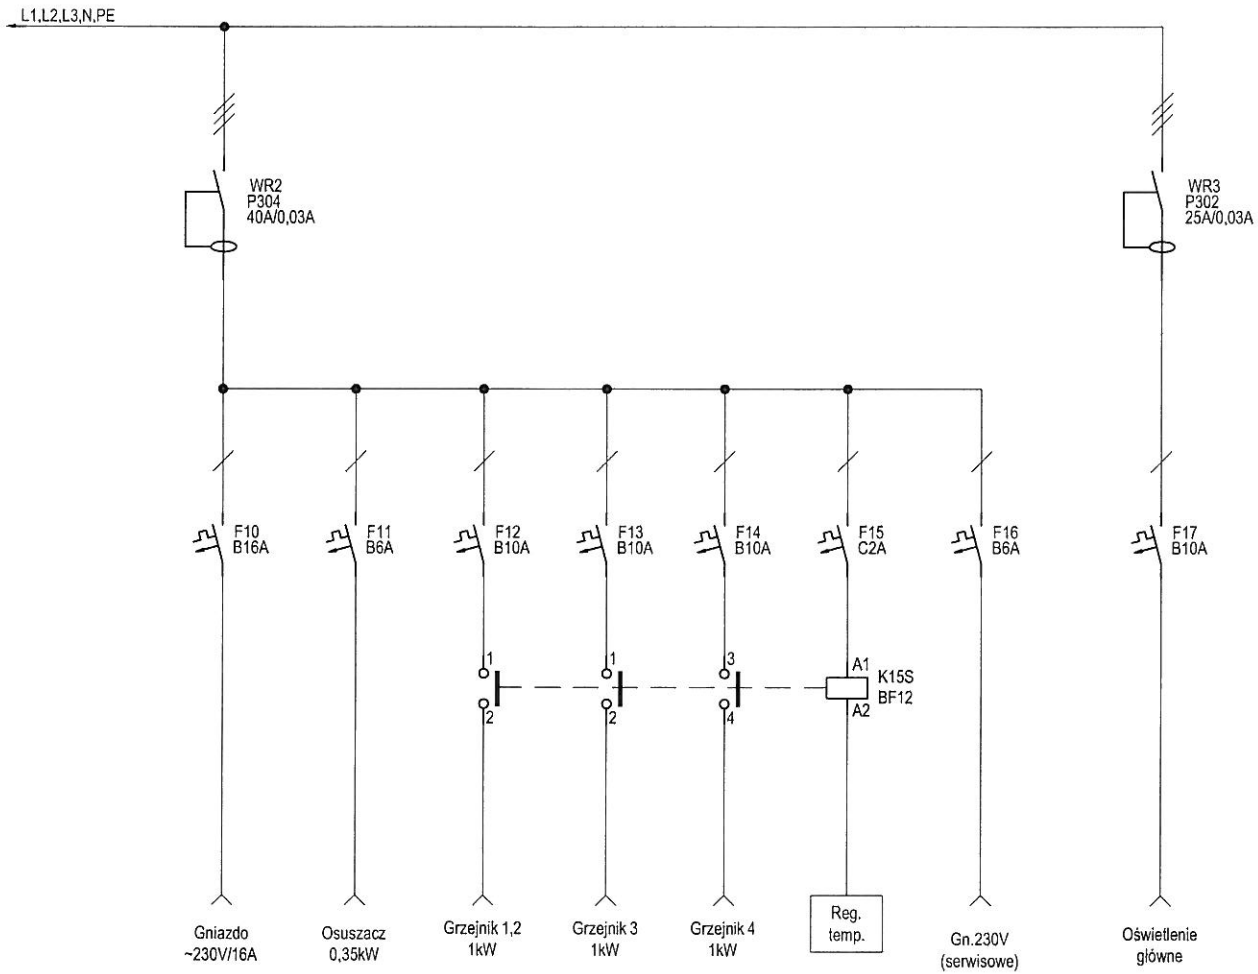 L1,L2,L3,N,PE
WR2
P304
40A/0,03A
WR3
P302
25A/0,03A
F10
B16A
F11
B6A
F12
B10A
F13
B10A
F14
B10A
F15
C2A
F16
B6A
F17
B10A
1
2
1
2
3
4
A1
A2
K15S
BF12
Gniazdo
~230V/16A
Osuszacz
0,35kW
Grzejnik 1,2
1kW
Grzejnik 3
1kW
Grzejnik 4
1kW
Reg.
temp.
Gn.230V
(serwisowe)
Oświetlenie
główne